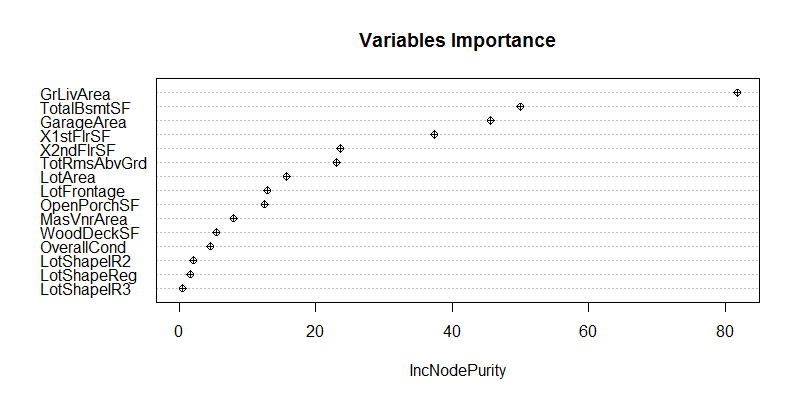 Variables Importance
GrLivArea
TotalBsmtSF
GarageArea
X1stFlrSF
X2ndFlrSF
TotRmsAbvGrd
LotArea
LotFrontage
OpenPorchSF
MasVnrArea
WoodDeckSF
OverallCond
LotShapeIR2
LotShapeReg
LotShapeIR3
0 20 40 60 80
IncNodePurity